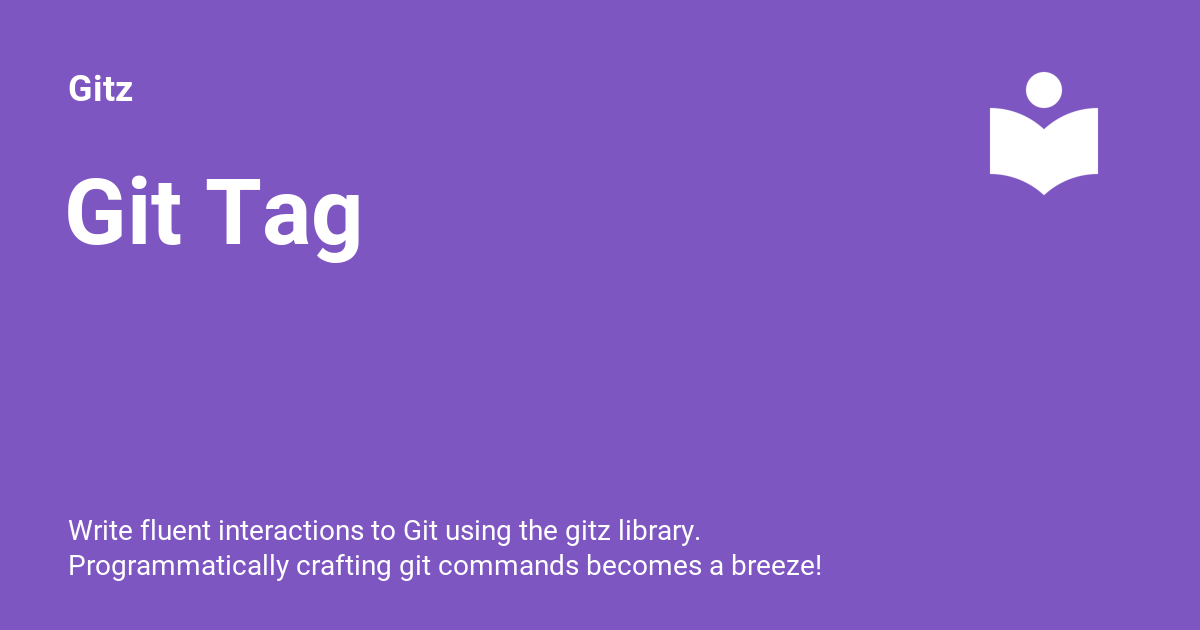 Gitz
Git Tag
Write fluent interactions to Git using the gitz library.
Programmatically crafting git commands becomes a breeze!